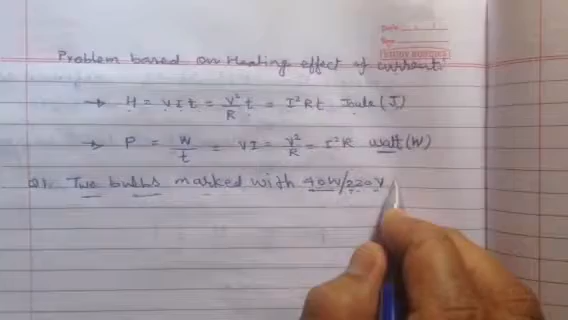 Problem based on Heating effect of current.
→ H = VIt = V²/R t = I²Rt Joule (J)
→ P = W/t = VI = V²/R = I²R watt (W)
Q1. Two bulbs marked with 40W/220V